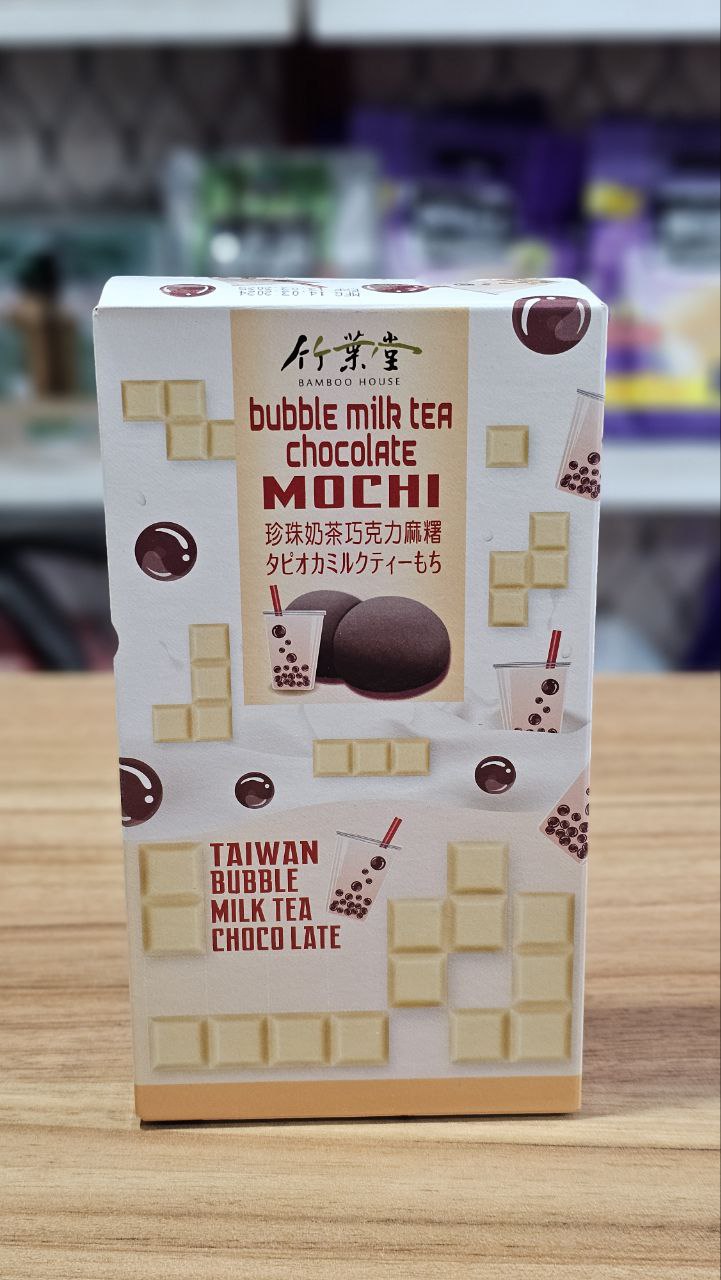 竹葉堂
BAMBOO HOUSE
bubble milk tea
chocolate
MOCHI
珍珠奶茶巧克力麻糬
タピオカミルクティーもち
TAIWAN
BUBBLE
MILK TEA
CHOCO LATE